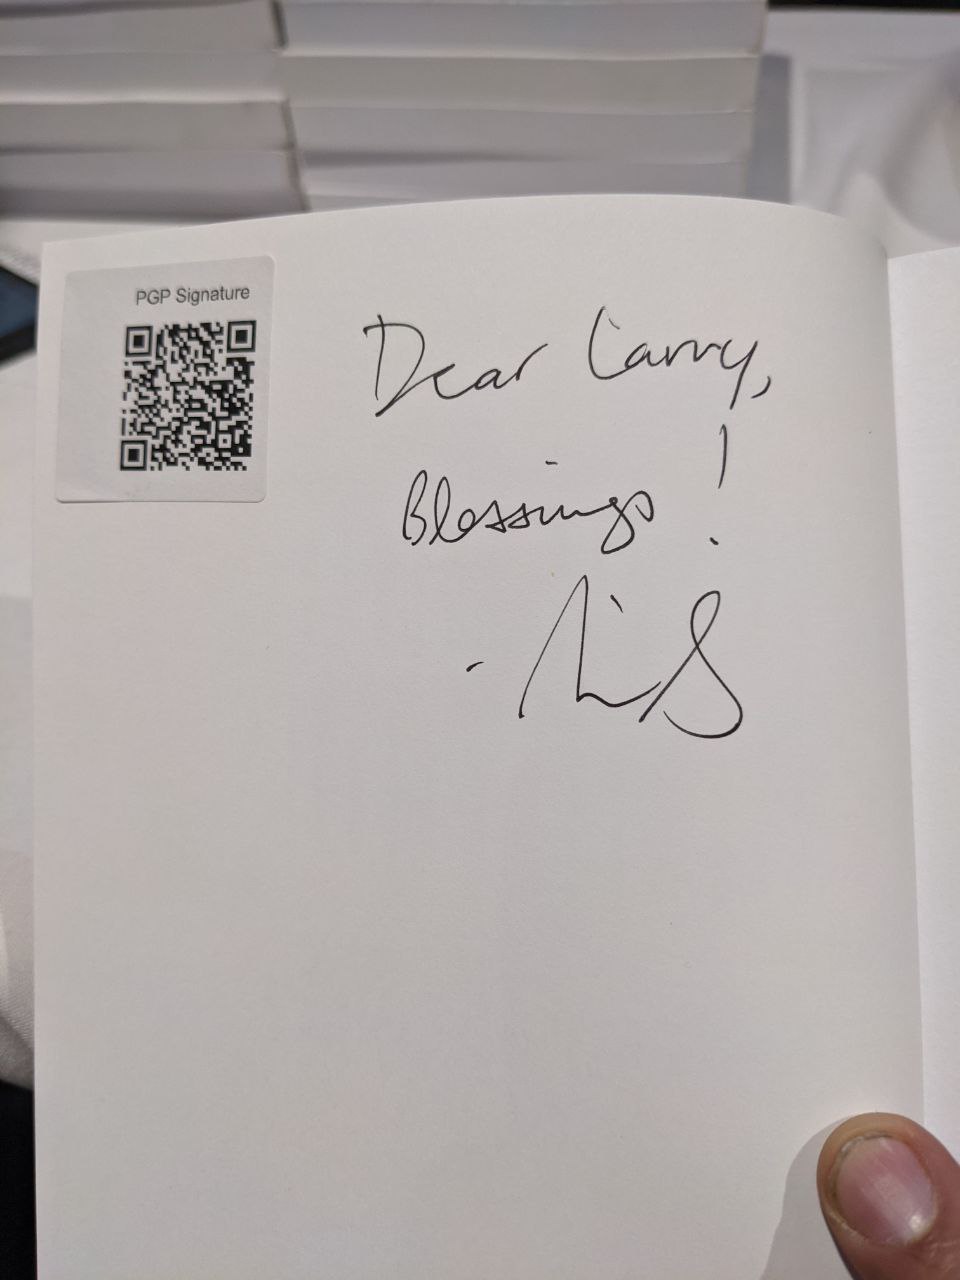 PGP Signature
Dear Larry,
Blessings!